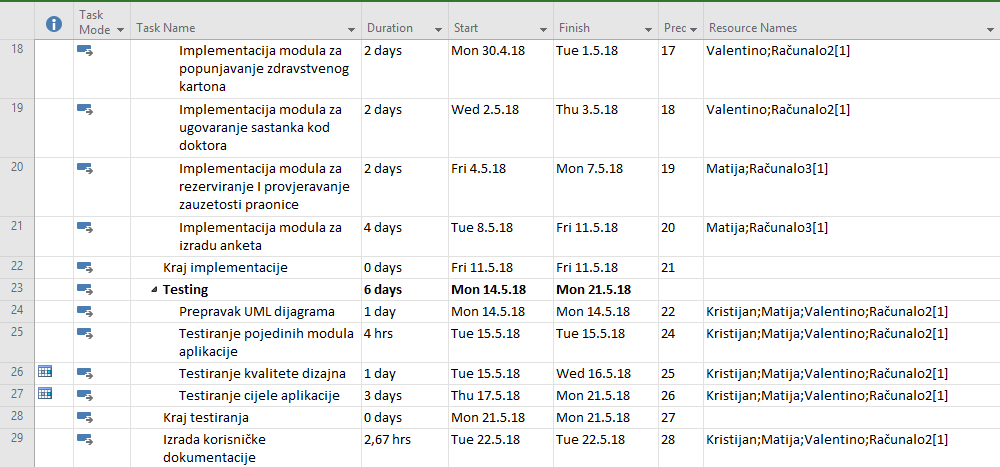 Task Mode Task Name Duration Start Finish Prec Resource Names
18 Implementacija modula za popunjavanje zdravstvenog kartona 2 days Mon 30.4.18 Tue 1.5.18 17 Valentino;Računalo2[1]
19 Implementacija modula za ugovaranje sastanka kod doktora 2 days Wed 2.5.18 Thu 3.5.18 18 Valentino;Računalo2[1]
20 Implementacija modula za rezerviranje I provjeravanje zauzetosti praonice 2 days Fri 4.5.18 Mon 7.5.18 19 Matija;Računalo3[1]
21 Implementacija modula za izradu anketa 4 days Tue 8.5.18 Fri 11.5.18 20 Matija;Računalo3[1]
22 Kraj implementacije 0 days Fri 11.5.18 Fri 11.5.18 21
23 Testing 6 days Mon 14.5.18 Mon 21.5.18
24 Prepravak UML dijagrama 1 day Mon 14.5.18 Mon 14.5.18 22 Kristijan;Matija;Valentino;Računalo2[1]
25 Testiranje pojedinih modula aplikacije 4 hrs Tue 15.5.18 Tue 15.5.18 24 Kristijan;Matija;Valentino;Računalo2[1]
26 Testiranje kvalitete dizajna 1 day Tue 15.5.18 Wed 16.5.18 25 Kristijan;Matija;Valentino;Računalo2[1]
27 Testiranje cijele aplikacije 3 days Thu 17.5.18 Mon 21.5.18 26 Kristijan;Matija;Valentino;Računalo2[1]
28 Kraj testiranja 0 days Mon 21.5.18 Mon 21.5.18 27
29 Izrada korisničke dokumentacije 2,67 hrs Tue 22.5.18 Tue 22.5.18 28 Kristijan;Matija;Valentino;Računalo2[1]